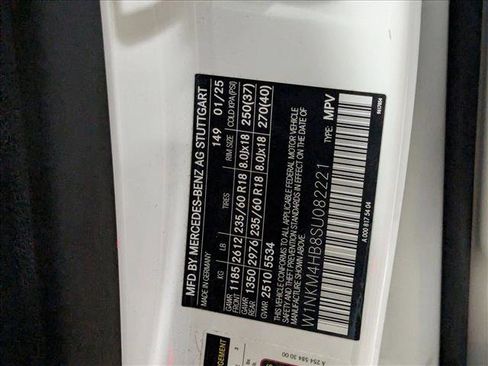 MFD BY MERCEDES-BENZ AG STUTTGART
MADE IN GERMANY 149 01/25
KG LB TIRES RIM SIZE COLD KPA(PSI)
GAWR FRONT 1185 2612 235/60 R18 8.0Jx18 250(37)
GAWR REAR 1350 2976 235/60 R18 8.0Jx18 270(40)
GVWR 2510 5534
THIS VEHICLE CONFORMS TO ALL APPLICABLE FEDERAL MOTOR VEHICLE
SAFETY AND THEFT PREVENTION STANDARDS IN EFFECT ON THE DATE OF
MANUFACTURE SHOWN ABOVE. TYPE: MPV
W1NKM4HB8SU082221
A 000 817 54 04
A 254 584 30 00